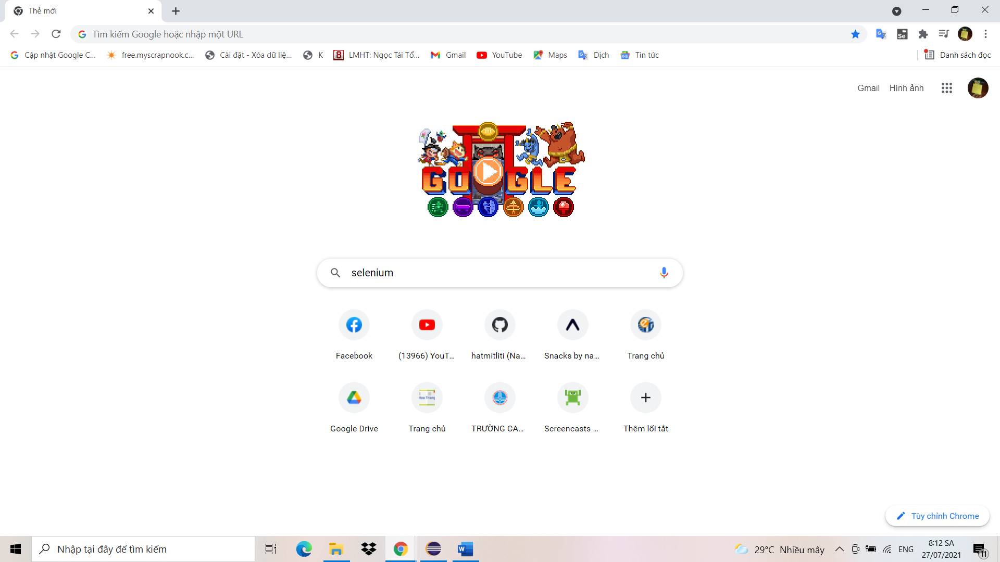 Thẻ mới
Tìm kiếm Google hoặc nhập một URL
Se
Cập nhật Google C...
free.myscrapnook.c...
Cài đặt - Xóa dữ liệ...
K
8
LMHT: Ngọc Tái Tổ...
Gmail
YouTube
Maps
Dịch
Tin tức
Danh sách đọc
Gmail
Hình ảnh
GOOGLE
selenium
Facebook
(13966) YouT...
hatmitliti (Na...
Snacks by na...
Trang chủ
Google Drive
Trang chủ
TRƯỜNG CA...
Screencasts ...
Thêm lối tắt
Tùy chỉnh Chrome
Nhập tại đây để tìm kiếm
W
29°C Nhiều mây
ENG
8:12 SA
27/07/2021
11